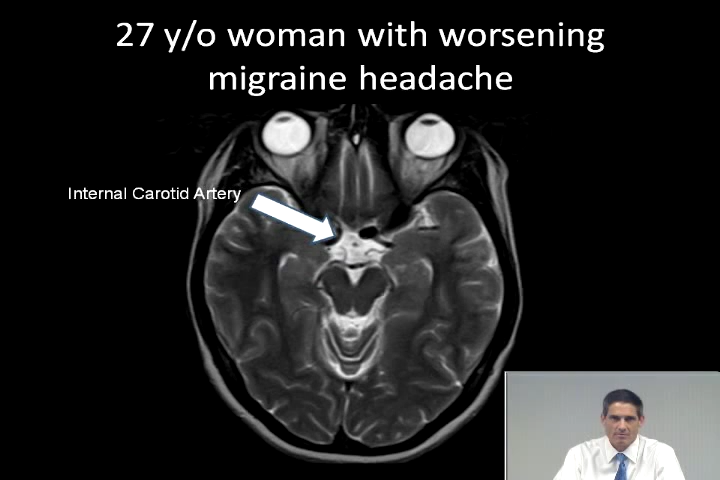 27 y/o woman with worsening
migraine headache
Internal Carotid Artery